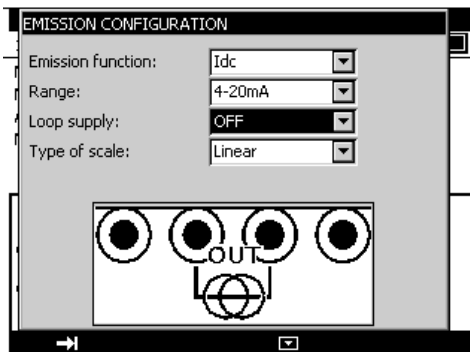 EMISSION CONFIGURATION
Emission function: Idc
Range: 4-20mA
Loop supply: OFF
Type of scale: Linear
OUT